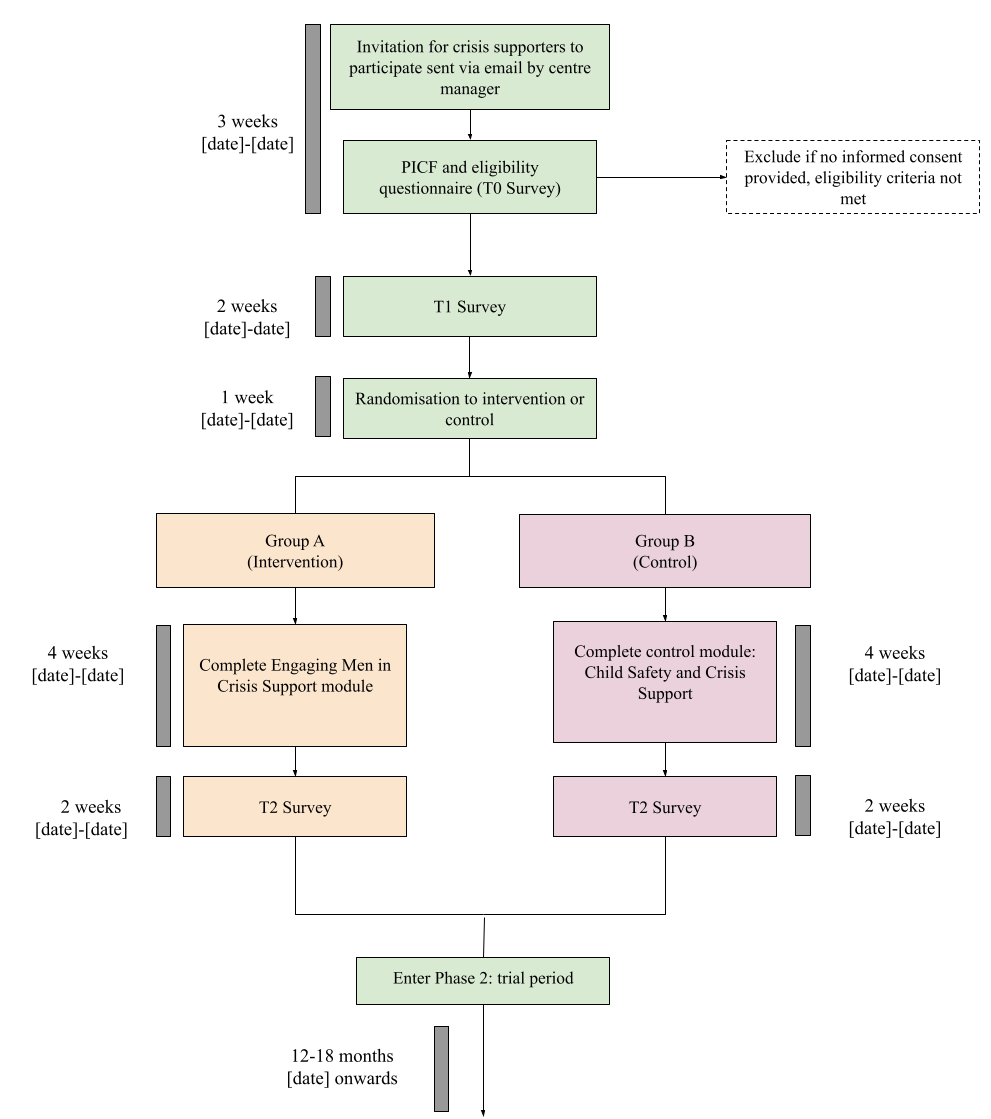 Invitation for crisis supporters to
participate sent via email by centre
manager
3 weeks
[date]-[date]
PICF and eligibility
questionnaire (T0 Survey)
Exclude if no informed consent
provided, eligibility criteria not
met
2 weeks
[date]-date]
T1 Survey
1 week
[date]-[date]
Randomisation to intervention or
control
Group A
(Intervention)
Group B
(Control)
4 weeks
[date]-[date]
Complete Engaging Men in
Crisis Support module
Complete control module:
Child Safety and Crisis
Support
4 weeks
[date]-[date]
2 weeks
[date]-[date]
T2 Survey
T2 Survey
2 weeks
[date]-[date]
Enter Phase 2: trial period
12-18 months
[date] onwards